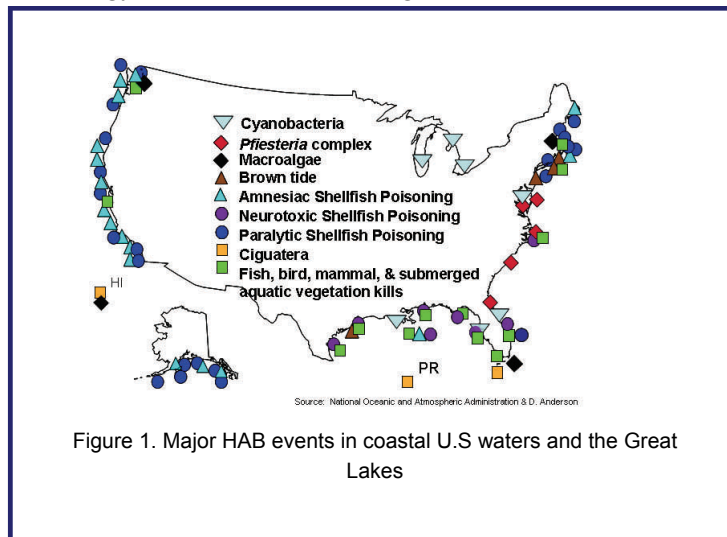 Cyanobacteria
Pfiesteria complex
Macroalgae
Brown tide
Amnesiac Shellfish Poisoning
Neurotoxic Shellfish Poisoning
Paralytic Shellfish Poisoning
Ciguatera
Fish, bird, mammal, & submerged
aquatic vegetation kills
HI
PR
Source: National Oceanic and Atmospheric Administration & D. Anderson
Figure 1. Major HAB events in coastal U.S waters and the Great
Lakes